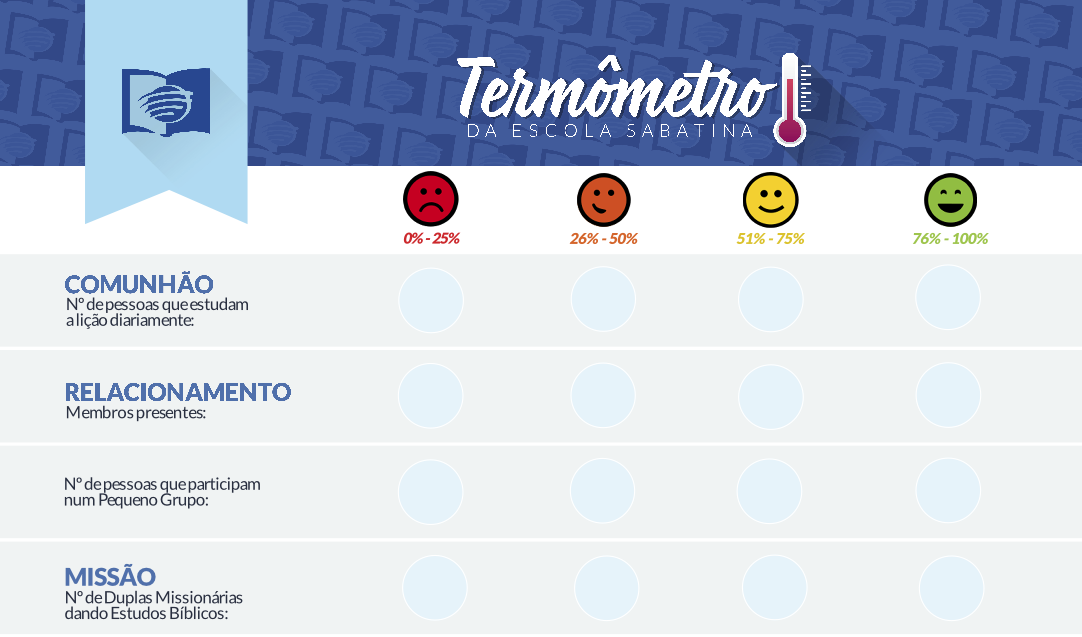 Termômetro
DA ESCOLA SABATINA
0% - 25%
26% - 50%
51% - 75%
76% - 100%
COMUNHÃO
Nº de pessoas que estudam
a lição diariamente:
RELACIONAMENTO
Membros presentes:
Nº de pessoas que participam
num Pequeno Grupo:
MISSÃO
Nº de Duplas Missionárias
dando Estudos Bíblicos: